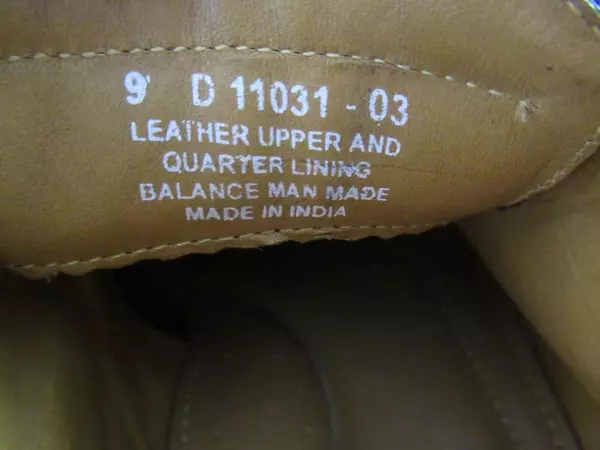 9' D 11031 - 03
LEATHER UPPER AND
QUARTER LINING
BALANCE MAN MADE
MADE IN INDIA